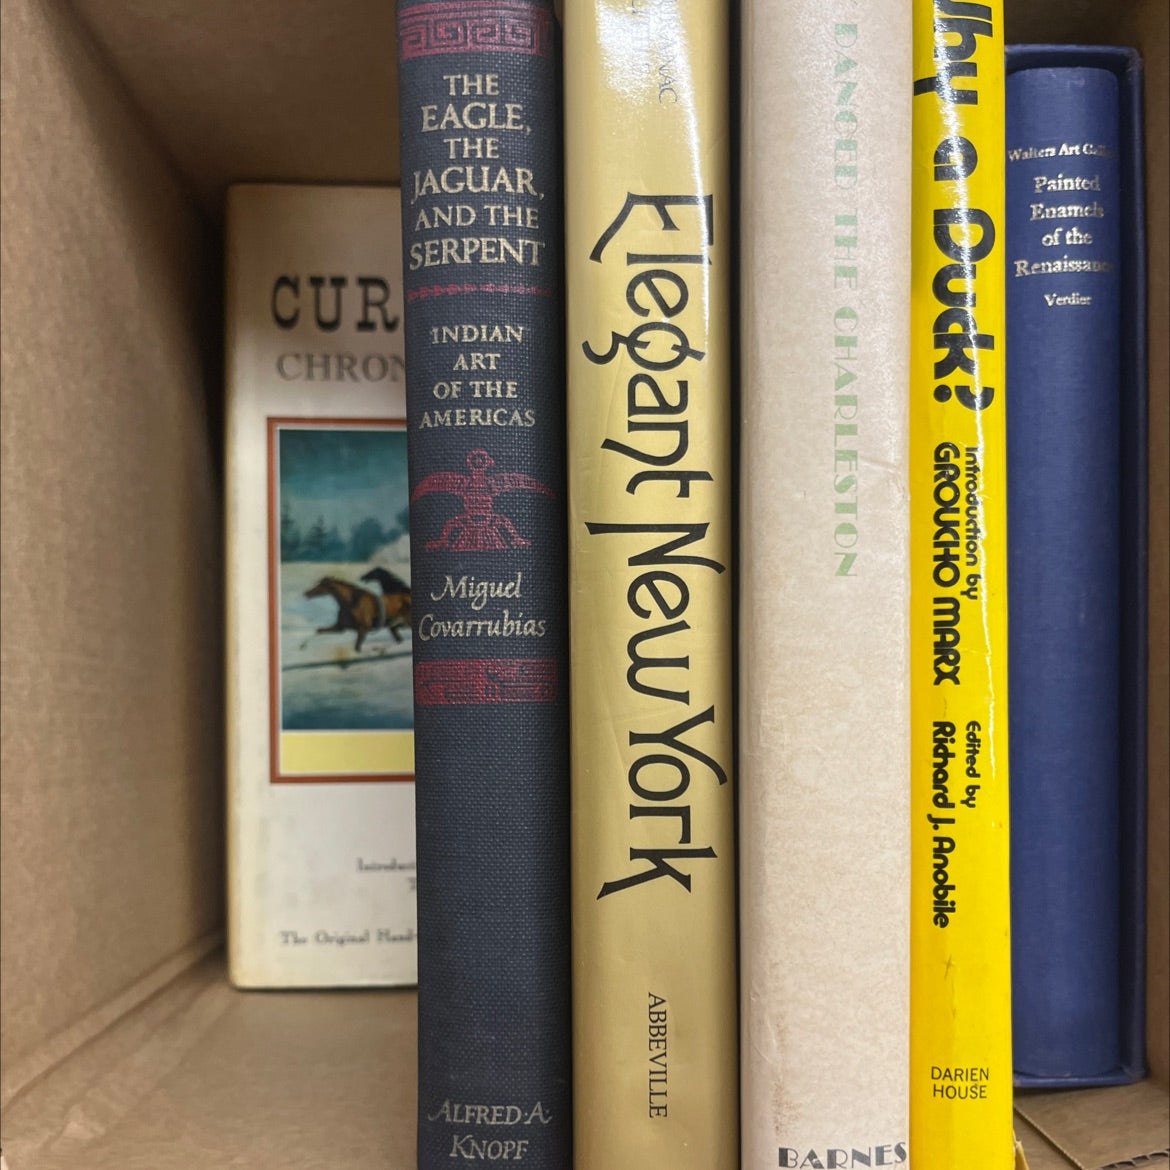 CUR
CHRON
The Original Hand
THE
EAGLE,
THE
JAGUAR,
AND THE
SERPENT
INDIAN
ART
OF THE
AMERICAS
Miguel
Covarrubias
ALFRED·A·
KNOPF
Elegant New York
ABBEVILLE
DANCED THE CHARLESTON
BARNES
a Duck?
Introduction by
GROUCHO MARX
Edited by
Richard J. Anobile
DARIEN
HOUSE
Walters Art
Painted
Enamels
of the
Renaissance
Verdier